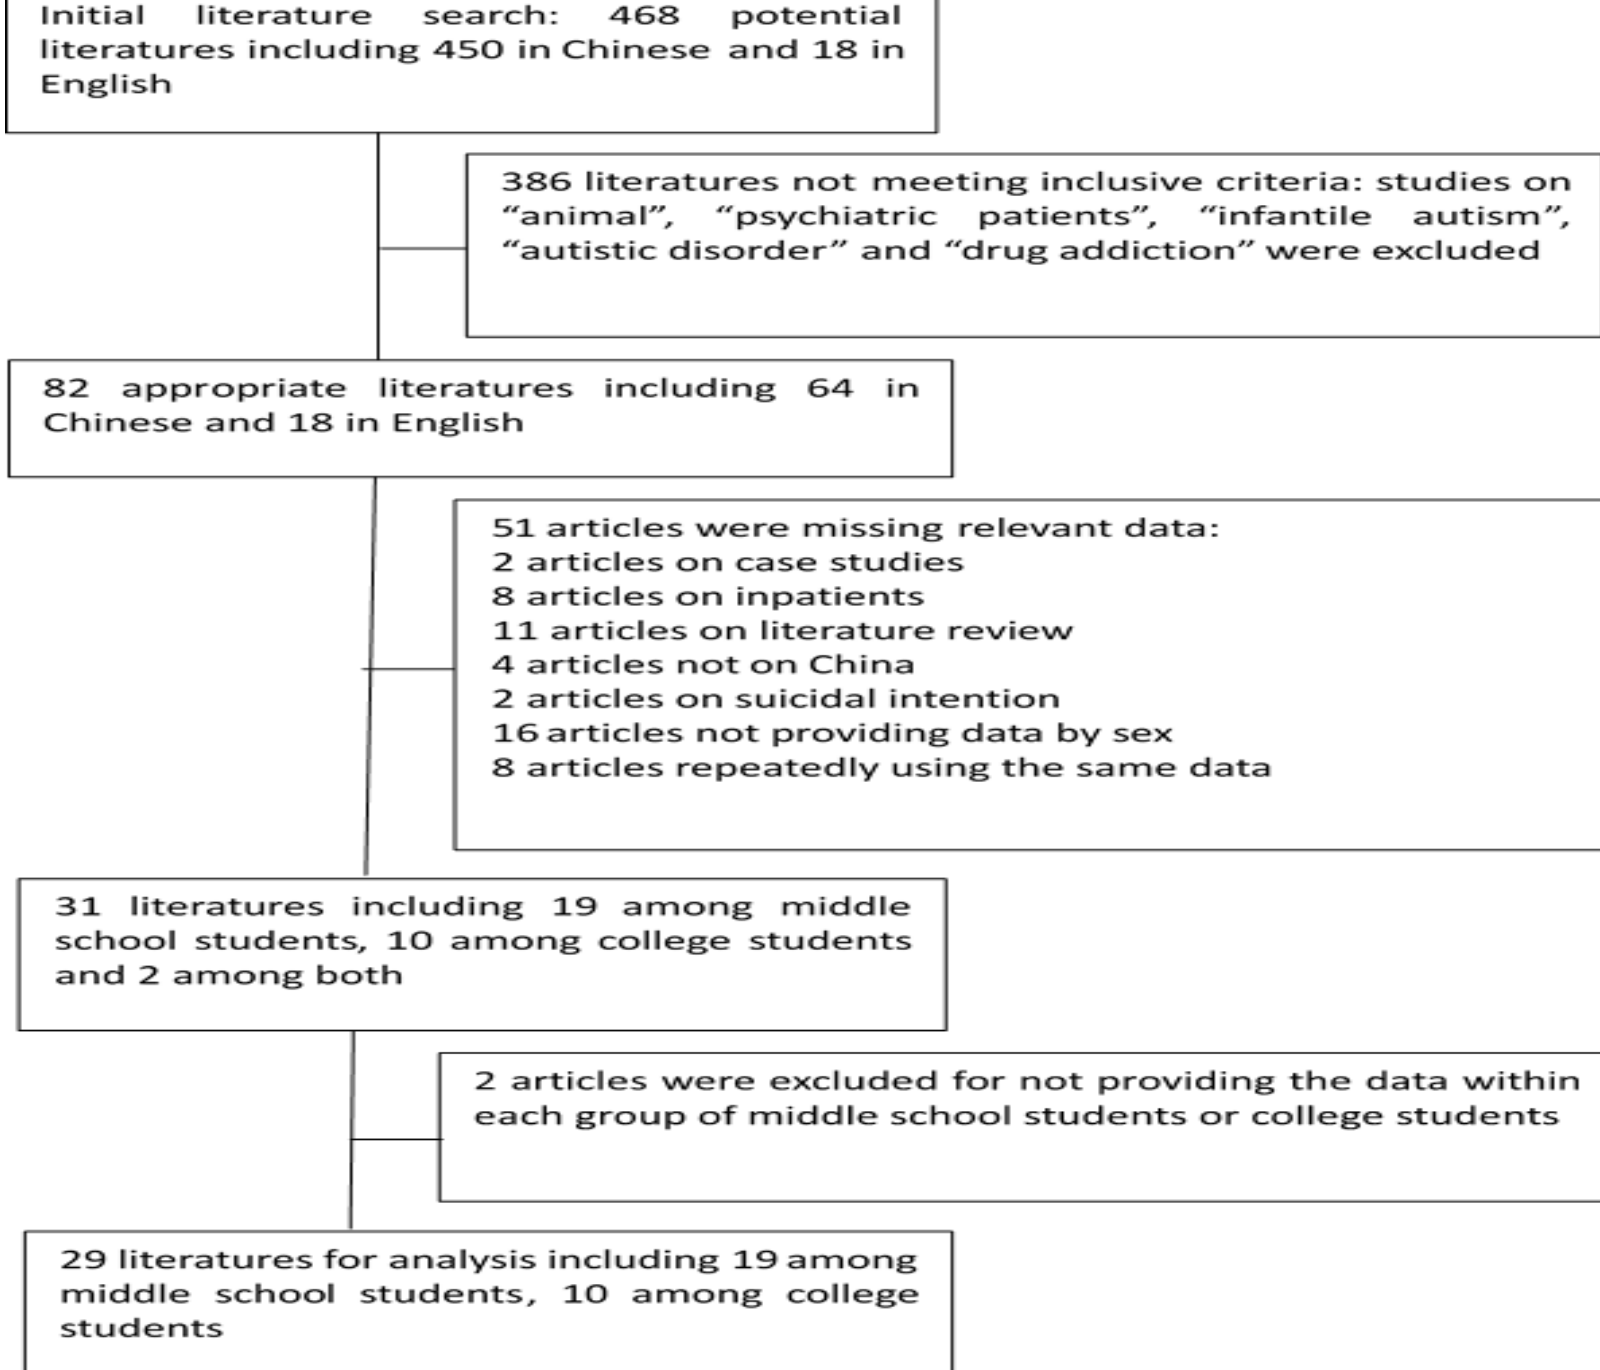 Initial literature search: 468 potential
literatures including 450 in Chinese and 18 in
English
386 literatures not meeting inclusive criteria: studies on
“animal”, “psychiatric patients”, “infantile autism”,
“autistic disorder” and “drug addiction” were excluded
82 appropriate literatures including 64 in
Chinese and 18 in English
51 articles were missing relevant data:
2 articles on case studies
8 articles on inpatients
11 articles on literature review
4 articles not on China
2 articles on suicidal intention
16 articles not providing data by sex
8 articles repeatedly using the same data
31 literatures including 19 among middle
school students, 10 among college students
and 2 among both
2 articles were excluded for not providing the data within
each group of middle school students or college students
29 literatures for analysis including 19 among
middle school students, 10 among college
students